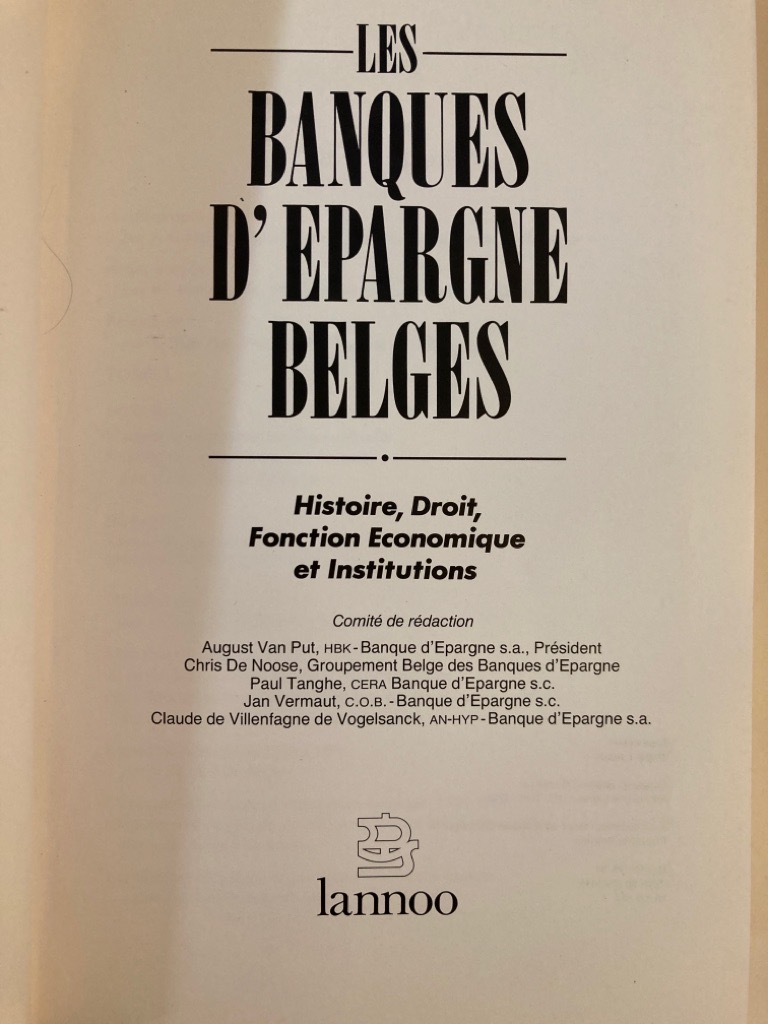 LES
BANQUES
D'EPARGNE
BELGES
Histoire, Droit,
Fonction Economique
et Institutions
Comité de rédaction
August Van Put, HBK-Banque d'Epargne s.a., Président
Chris De Noose, Groupement Belge des Banques d'Epargne
Paul Tanghe, CERA Banque d'Epargne s.c.
Jan Vermaut, C.O.B.-Banque d'Epargne s.c.
Claude de Villenfagne de Vogelsanck, AN-HYP-Banque d'Epargne s.a.
lannoo